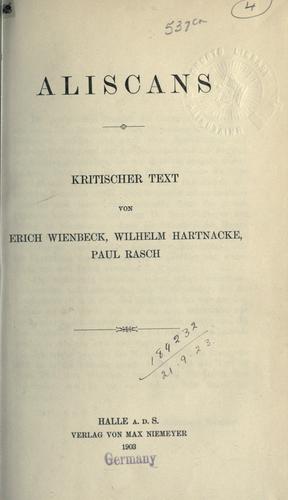 537en
4
ALISCANS
KRITISCHER TEXT
VON
ERICH WIENBECK, WILHELM HARTNACKE,
PAUL RASCH
184232
21.9.23.
HALLE A. D. S.
VERLAG VON MAX NIEMEYER
1903
Germany